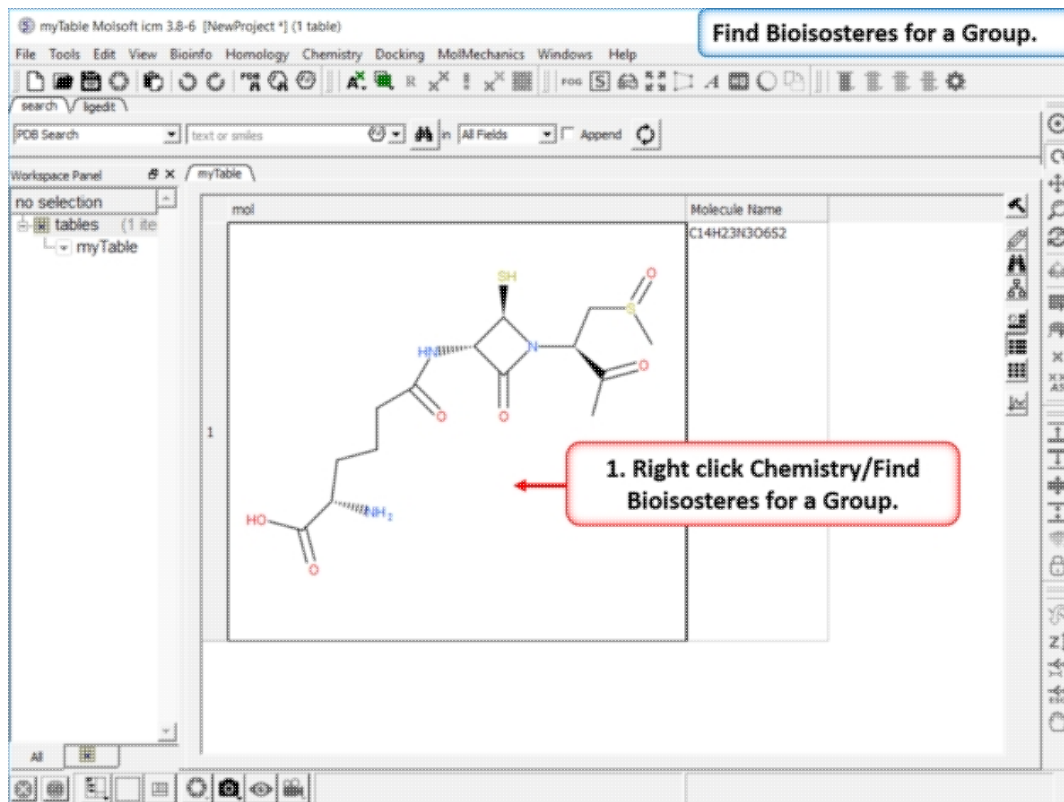 myTable Molsoft icm 3.8-6 [NewProject *] (1 table)
Find Bioisosteres for a Group.
File Tools Edit View Bioinfo Homology Chemistry Docking MolMechanics Windows Help
search ligedit
PDB Search text or smiles in All Fields Append
Workspace Panel myTable
no selection
tables (1 ite
myTable
mol Molecule Name
C14H23N3O6S2
SH
O
S
HN
N
O
O
O
1
1. Right click Chemistry/Find
Bioisosteres for a Group.
HO
NH2
O
All